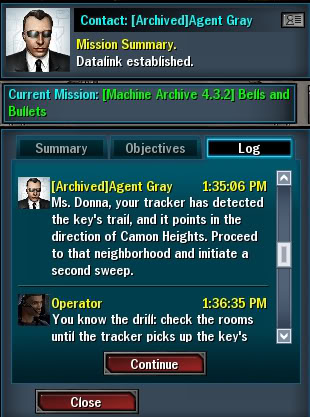 Contact: [Archived]Agent Gray
Mission Summary.
Datalink established.
Current Mission: [Machine Archive 4.3.2] Bells and
Bullets
Summary Objectives Log
[Archived]Agent Gray 1:35:06 PM
Ms. Donna, your tracker has detected
the key's trail, and it points in the
direction of Camon Heights. Proceed
to that neighborhood and initiate a
second sweep.
Operator 1:36:35 PM
You know the drill: check the rooms
until the tracker picks up the key's
Continue
Close